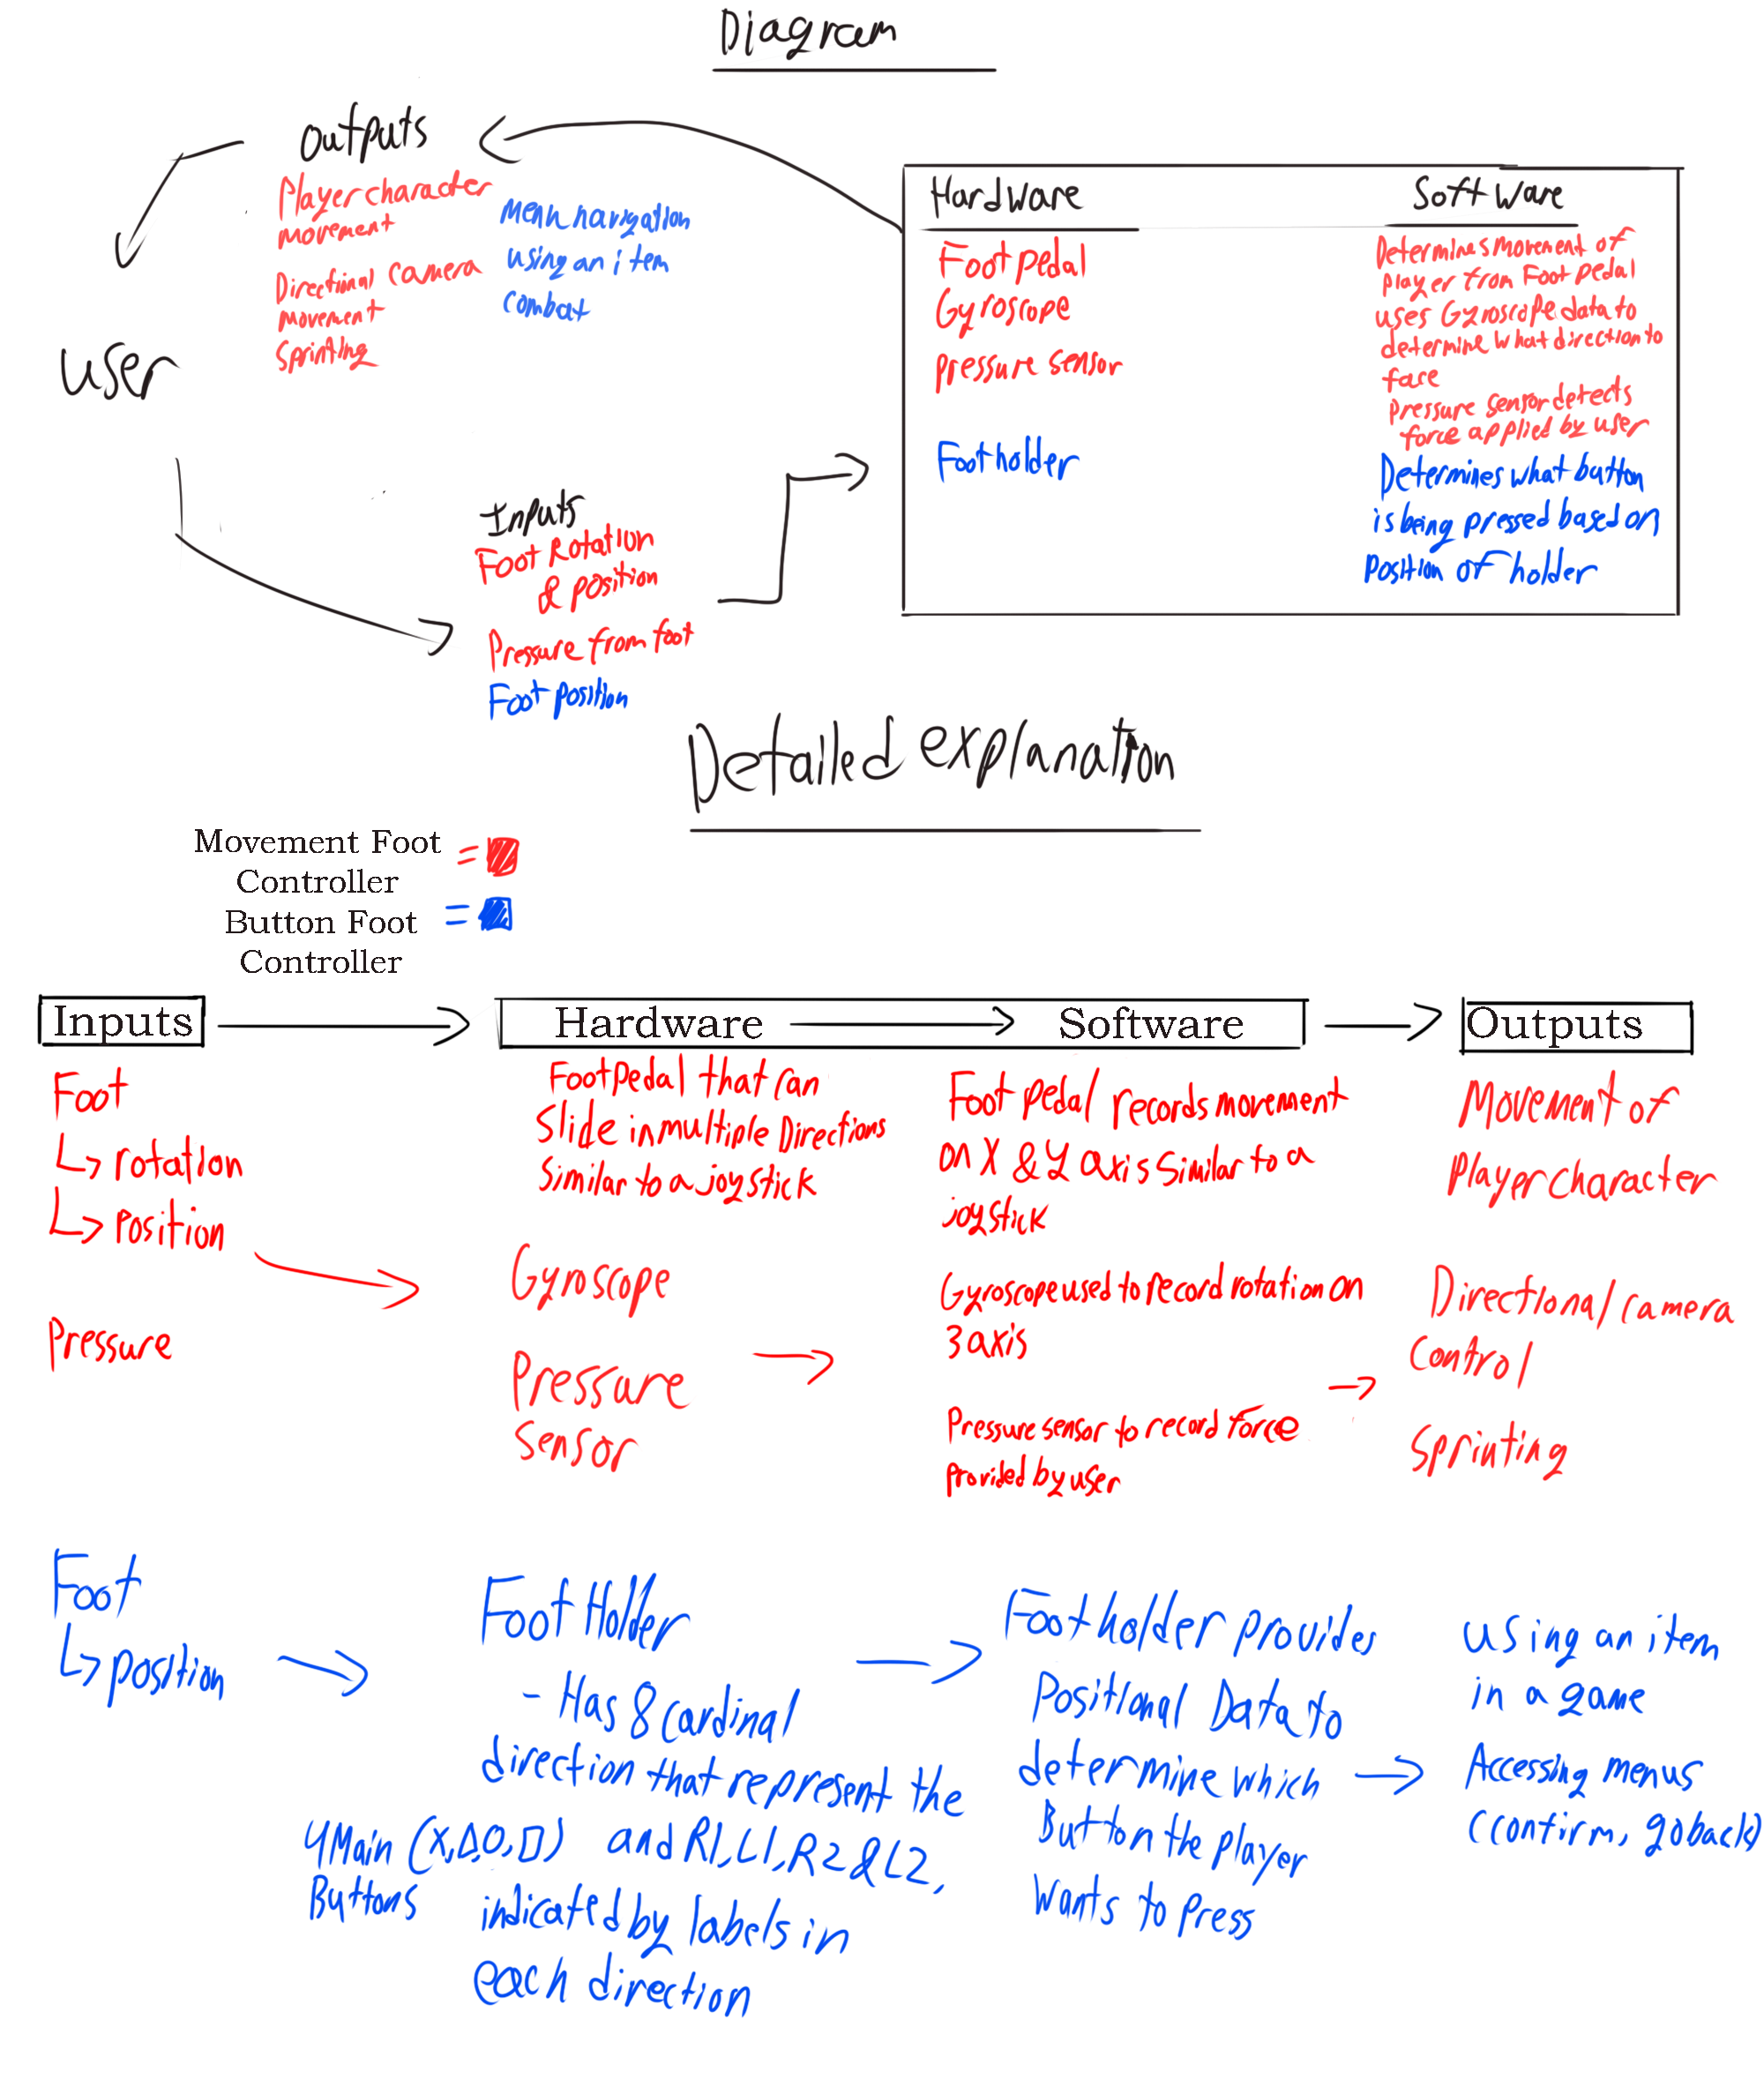 Diagram
outputs
Player character
movement
Directional camera
movement
Sprinting
Menu navigation
using an item
combat
user
Inputs
Foot Rotation
& position
Pressure from foot
Foot position
Hardware
Foot pedal
Gyroscope
pressure sensor
Foot holder
Software
Determines movement of
player from Foot pedal
uses Gyroscope data to
determine what direction to
face
Pressure sensor detects
force applied by user
Determines what button
is being pressed based on
position of holder
Detailed explanation
Movement Foot =
Controller
Button Foot =
Controller
Inputs
Hardware
Software
Outputs
Foot
↳ rotation
↳ position
Pressure
Foot Pedal that can
Slide in multiple Directions
Similar to a joystick
Gyroscope
Pressure
Sensor
Foot pedal records movement
on X & Y axis similar to a
joystick
Gyroscope used to record rotation on
3 axis
Pressure sensor to record force
provided by user
Movement of
Player character
Directional camera
control
Sprinting
Foot
↳ position
Foot Holder
- Has 8 cardinal
direction that represent the
4 Main (X, Δ, O, □) and R1, L1, R2 & L2,
Buttons indicated by labels in
each direction
Foot holder provides
Positional Data to
determine which
Button the player
wants to press
using an item
in a game
Accessing menus
(confirm, go back)